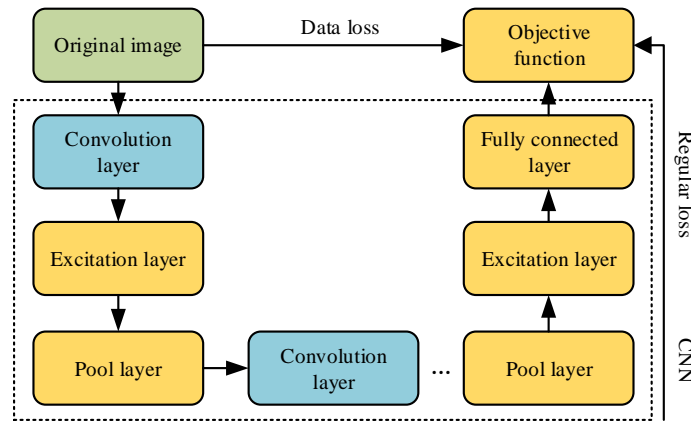 Original image
Data loss
Objective
function
Convolution
layer
Fully connected
layer
Regular loss
Excitation layer
Excitation layer
Pool layer
Convolution
layer
...
Pool layer
CNN